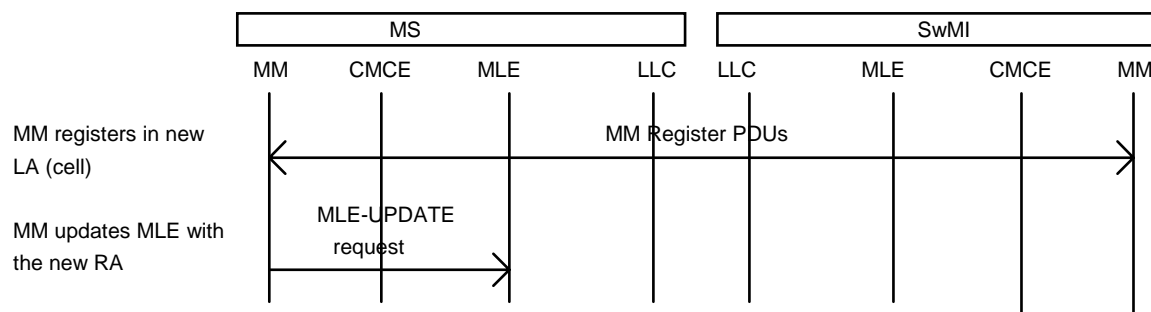 MS SwMI
MM CMCE MLE LLC LLC MLE CMCE MM
MM registers in new
LA (cell)
MM Register PDUs
MM updates MLE with
the new RA
MLE-UPDATE
request